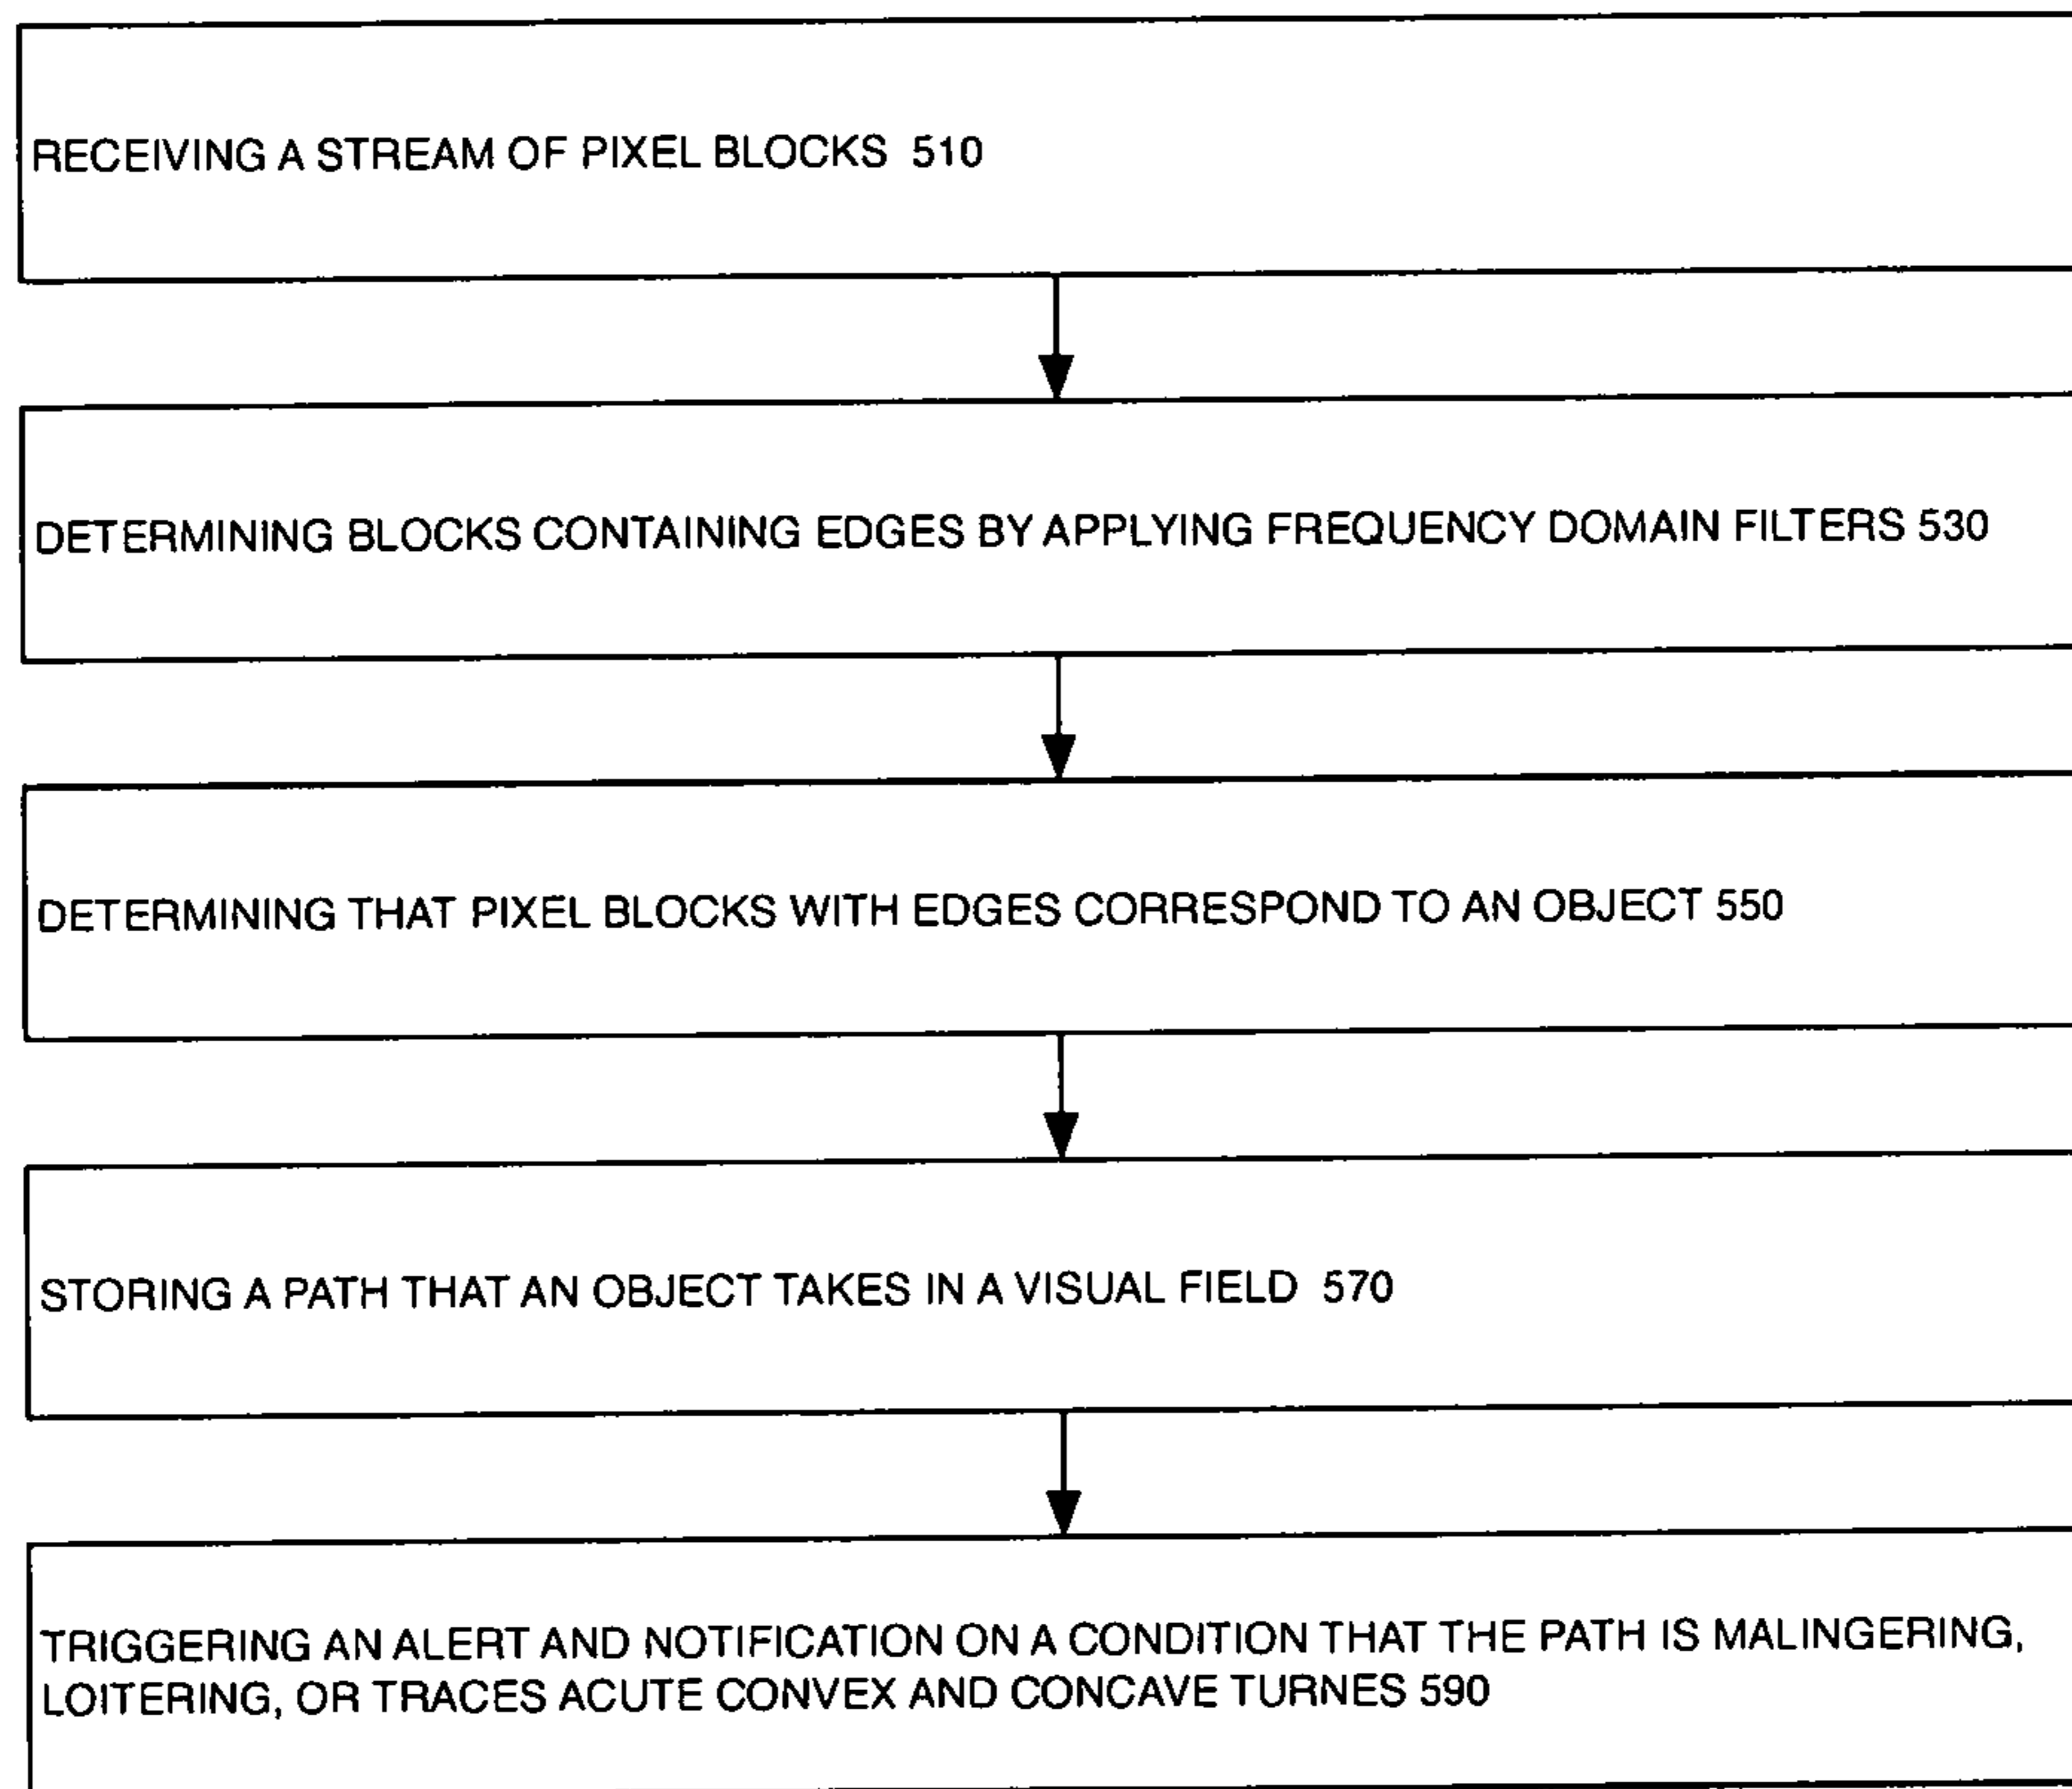 RECEIVING A STREAM OF PIXEL BLOCKS 510
DETERMINING BLOCKS CONTAINING EDGES BY APPLYING FREQUENCY DOMAIN FILTERS 530
DETERMINING THAT PIXEL BLOCKS WITH EDGES CORRESPOND TO AN OBJECT 550
STORING A PATH THAT AN OBJECT TAKES IN A VISUAL FIELD 570
TRIGGERING AN ALERT AND NOTIFICATION ON A CONDITION THAT THE PATH IS MALINGERING,
LOITERING, OR TRACES ACUTE CONVEX AND CONCAVE TURNES 590